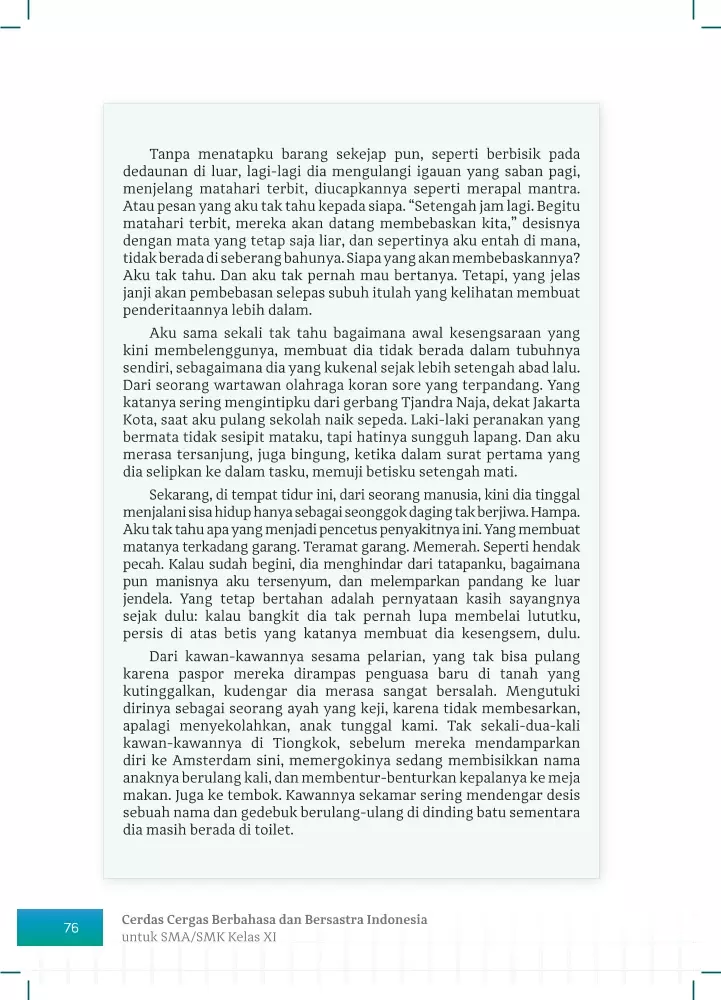 Tanpa menatapku barang sekejap pun, seperti berbisik pada
dedaunan di luar, lagi-lagi dia mengulangi igauan yang saban pagi,
menjelang matahari terbit, diucapkannya seperti merapal mantra.
Atau pesan yang aku tak tahu kepada siapa. “Setengah jam lagi. Begitu
matahari terbit, mereka akan datang membebaskan kita,” desisnya
dengan mata yang tetap saja liar, dan sepertinya aku entah di mana,
tidak berada di seberang bahunya. Siapa yang akan membebaskannya?
Aku tak tahu. Dan aku tak pernah mau bertanya. Tetapi, yang jelas
janji akan pembebasan selepas subuh itulah yang kelihatan membuat
penderitaannya lebih dalam.
Aku sama sekali tak tahu bagaimana awal kesengsaraan yang
kini membelenggunya, membuat dia tidak berada dalam tubuhnya
sendiri, sebagaimana dia yang kukenal sejak lebih setengah abad lalu.
Dari seorang wartawan olahraga koran sore yang terpandang. Yang
katanya sering mengintipku dari gerbang Tjandra Naja, dekat Jakarta
Kota, saat aku pulang sekolah naik sepeda. Laki-laki peranakan yang
bermata tidak sesipit mataku, tapi hatinya sungguh lapang. Dan aku
merasa tersanjung, juga bingung, ketika dalam surat pertama yang
dia selipkan ke dalam tasku, memuji betisku setengah mati.
Sekarang, di tempat tidur ini, dari seorang manusia, kini dia tinggal
menjalani sisa hidup hanya sebagai seonggok daging tak berjiwa. Hampa.
Aku tak tahu apa yang menjadi pencetus penyakitnya ini. Yang membuat
matanya terkadang garang. Teramat garang. Memerah. Seperti hendak
pecah. Kalau sudah begini, dia menghindar dari tatapanku, bagaimana
pun manisnya aku tersenyum, dan melemparkan pandang ke luar
jendela. Yang tetap bertahan adalah pernyataan kasih sayangnya
sejak dulu: kalau bangkit dia tak pernah lupa membelai lututku,
persis di atas betis yang katanya membuat dia kesengsem, dulu.
Dari kawan-kawannya sesama pelarian, yang tak bisa pulang
karena paspor mereka dirampas penguasa baru di tanah yang
kutinggalkan, kudengar dia merasa sangat bersalah. Mengutuki
dirinya sebagai seorang ayah yang keji, karena tidak membesarkan,
apalagi menyekolahkan, anak tunggal kami. Tak sekali-dua-kali
kawan-kawannya di Tiongkok, sebelum mereka mendamparkan
diri ke Amsterdam sini, memergokinya sedang membisikkan nama
anaknya berulang kali, dan membentur-benturkan kepalanya ke meja
makan. Juga ke tembok. Kawannya sekamar sering mendengar desis
sebuah nama dan gedebuk berulang-ulang di dinding batu sementara
dia masih berada di toilet.
76
Cerdas Cergas Berbahasa dan Bersastra Indonesia
untuk SMA/SMK Kelas XI